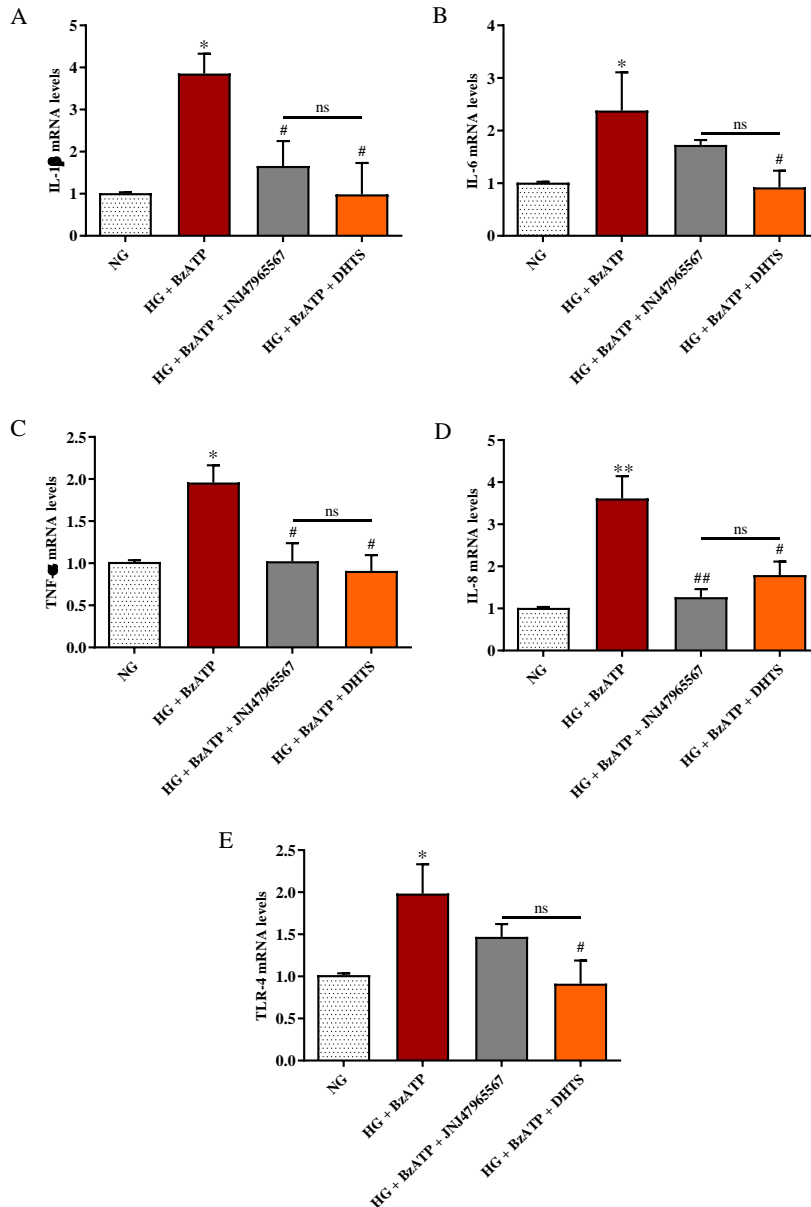 A
IL-1β mRNA levels
5
4
3
2
1
0
*
#
ns
#
NG
HG + BzATP
HG + BzATP + JNJ47965567
HG + BzATP + DHTS
B
IL-6 mRNA levels
4
3
2
1
0
*
ns
#
NG
HG + BzATP
HG + BzATP + JNJ47965567
HG + BzATP + DHTS
C
TNF-α mRNA levels
2.5
2.0
1.5
1.0
0.5
0.0
*
#
ns
#
NG
HG + BzATP
HG + BzATP + JNJ47965567
HG + BzATP + DHTS
D
IL-8 mRNA levels
5
4
3
2
1
0
**
##
ns
#
NG
HG + BzATP
HG + BzATP + JNJ47965567
HG + BzATP + DHTS
E
TLR-4 mRNA levels
2.5
2.0
1.5
1.0
0.5
0.0
*
ns
#
NG
HG + BzATP
HG + BzATP + JNJ47965567
HG + BzATP + DHTS